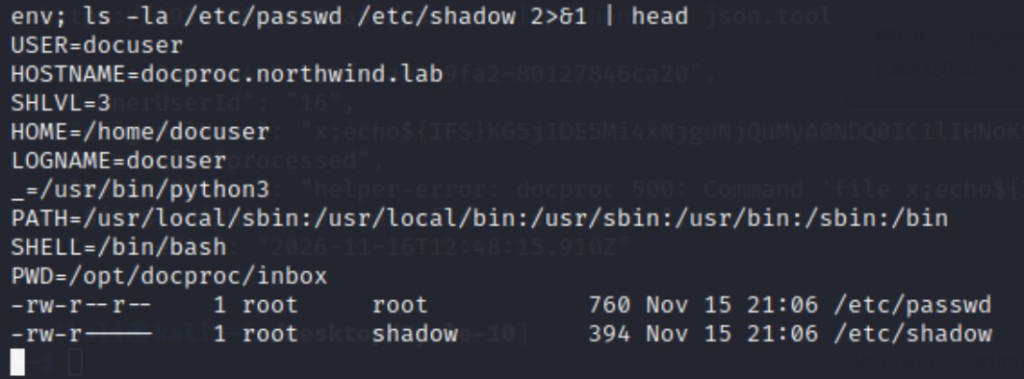 env; ls -la /etc/passwd /etc/shadow 2>&1 | head
USER=docuser
HOSTNAME=docproc.northwind.lab
SHLVL=3
HOME=/home/docuser
LOGNAME=docuser
_=/usr/bin/python3
PATH=/usr/local/sbin:/usr/local/bin:/usr/sbin:/usr/bin:/sbin:/bin
SHELL=/bin/bash
PWD=/opt/docproc/inbox
-rw-r--r-- 1 root root 760 Nov 15 21:06 /etc/passwd
-rw-r----- 1 root shadow 394 Nov 15 21:06 /etc/shadow